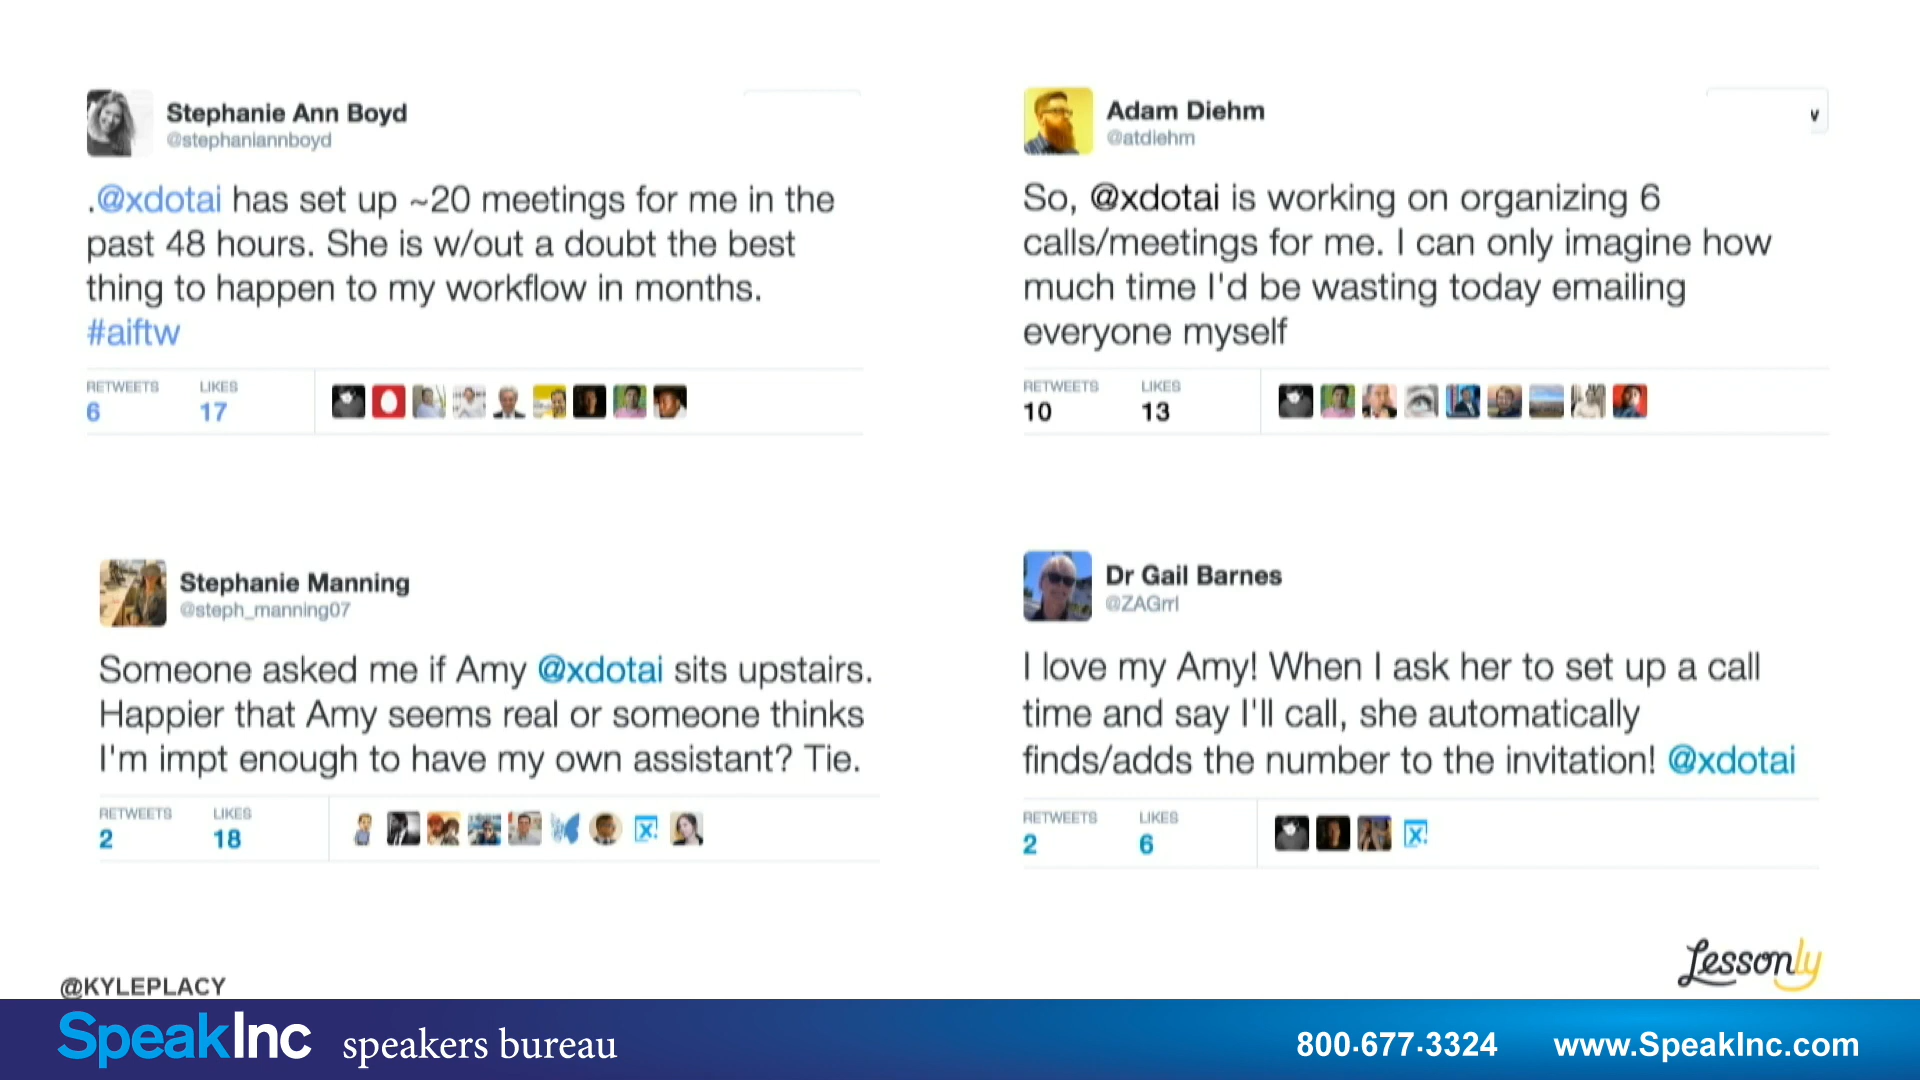 Stephanie Ann Boyd
@stephaniannboyd
.@xdotai has set up ~20 meetings for me in the
past 48 hours. She is w/out a doubt the best
thing to happen to my workflow in months.
#aiftw
RETWEETS LIKES
6 17
Adam Diehm
@atdiehm
v
So, @xdotai is working on organizing 6
calls/meetings for me. I can only imagine how
much time I'd be wasting today emailing
everyone myself
RETWEETS LIKES
10 13
Stephanie Manning
@steph_manning07
Someone asked me if Amy @xdotai sits upstairs.
Happier that Amy seems real or someone thinks
I'm impt enough to have my own assistant? Tie.
RETWEETS LIKES
2 18
Dr Gail Barnes
@ZAGrrl
I love my Amy! When I ask her to set up a call
time and say I'll call, she automatically
finds/adds the number to the invitation! @xdotai
RETWEETS LIKES
2 6
@KYLEPLACY
Lessonly
SpeakInc speakers bureau
800·677·3324 www.SpeakInc.com